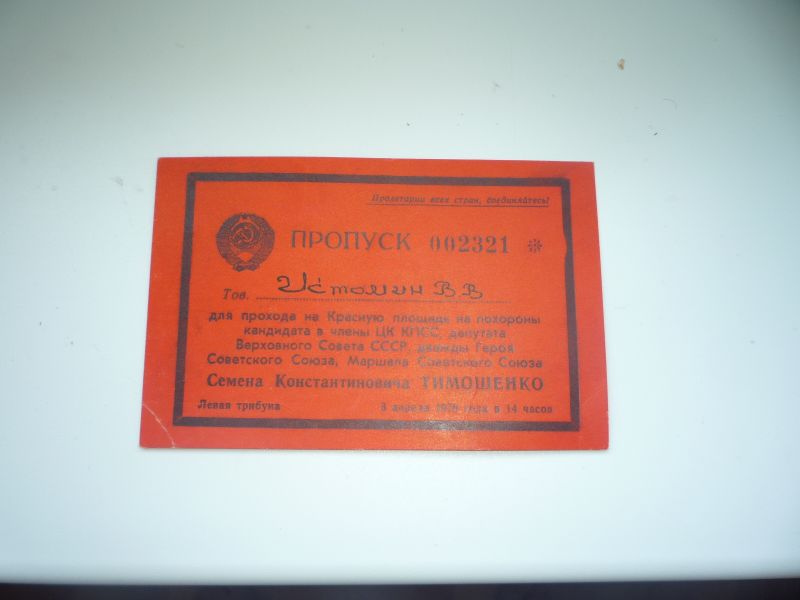 Пролетарии всех стран, соединяйтесь!
ПРОПУСК 002321
Тов. Истомин В В
для прохода на Красную площадь на похороны
кандидата в члены ЦК КПСС, депутата
Верховного Совета СССР, дважды Героя
Советского Союза, Маршала Советского Союза
Семена Константиновича ТИМОШЕНКО
Левая трибуна 3 апреля 1970 года в 14 часов